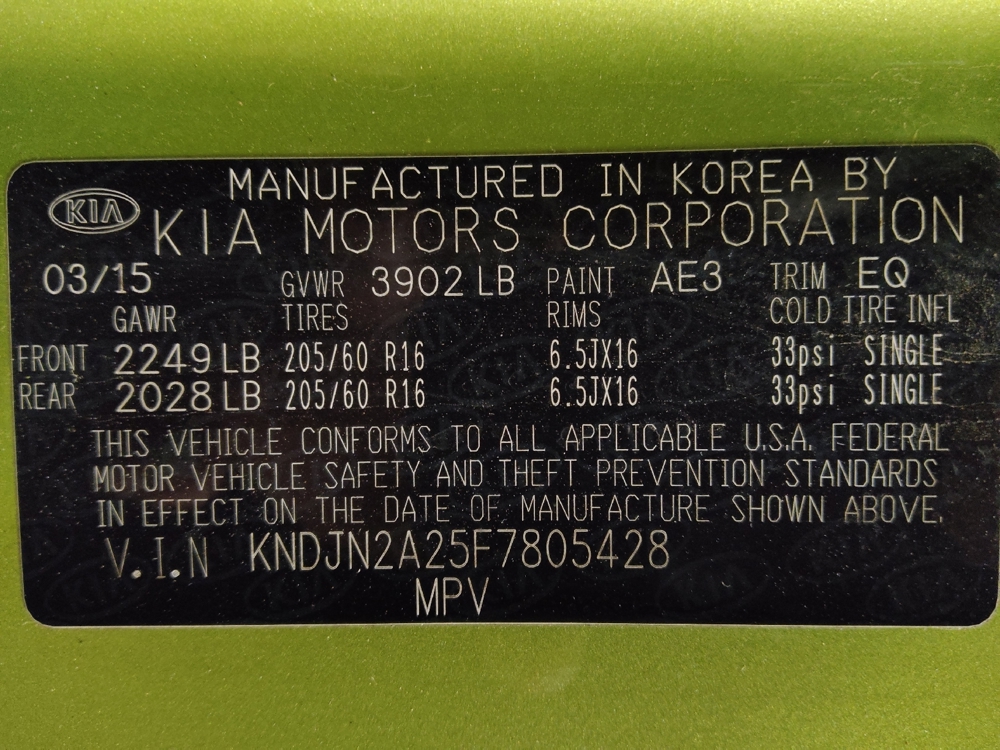 MANUFACTURED IN KOREA BY
KIA KIA MOTORS CORPORATION
03/15 GVWR 3902 LB PAINT AE3 TRIM EQ
GAWR TIRES RIMS COLD TIRE INFL
FRONT 2249 LB 205/60 R16 6.5JX16 33psi SINGLE
REAR 2028 LB 205/60 R16 6.5JX16 33psi SINGLE
THIS VEHICLE CONFORMS TO ALL APPLICABLE U.S.A. FEDERAL
MOTOR VEHICLE SAFETY AND THEFT PREVENTION STANDARDS
IN EFFECT ON THE DATE OF MANUFACTURE SHOWN ABOVE.
V.I.N KNDJN2A25F7805428
MPV